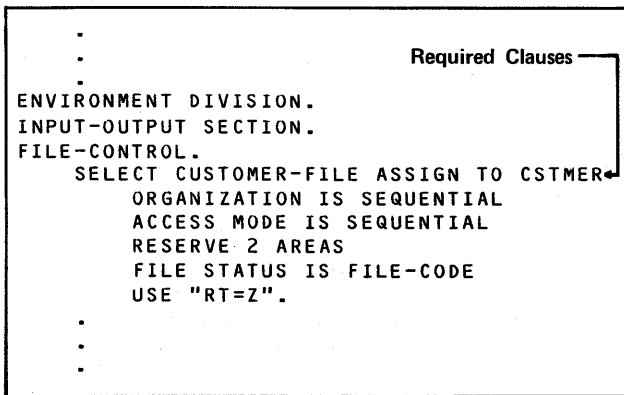 .
.
.
Required Clauses
ENVIRONMENT DIVISION.
INPUT-OUTPUT SECTION.
FILE-CONTROL.
SELECT CUSTOMER-FILE ASSIGN TO CSTMER
ORGANIZATION IS SEQUENTIAL
ACCESS MODE IS SEQUENTIAL
RESERVE 2 AREAS
FILE STATUS IS FILE-CODE
USE "RT=Z".
.
.
.